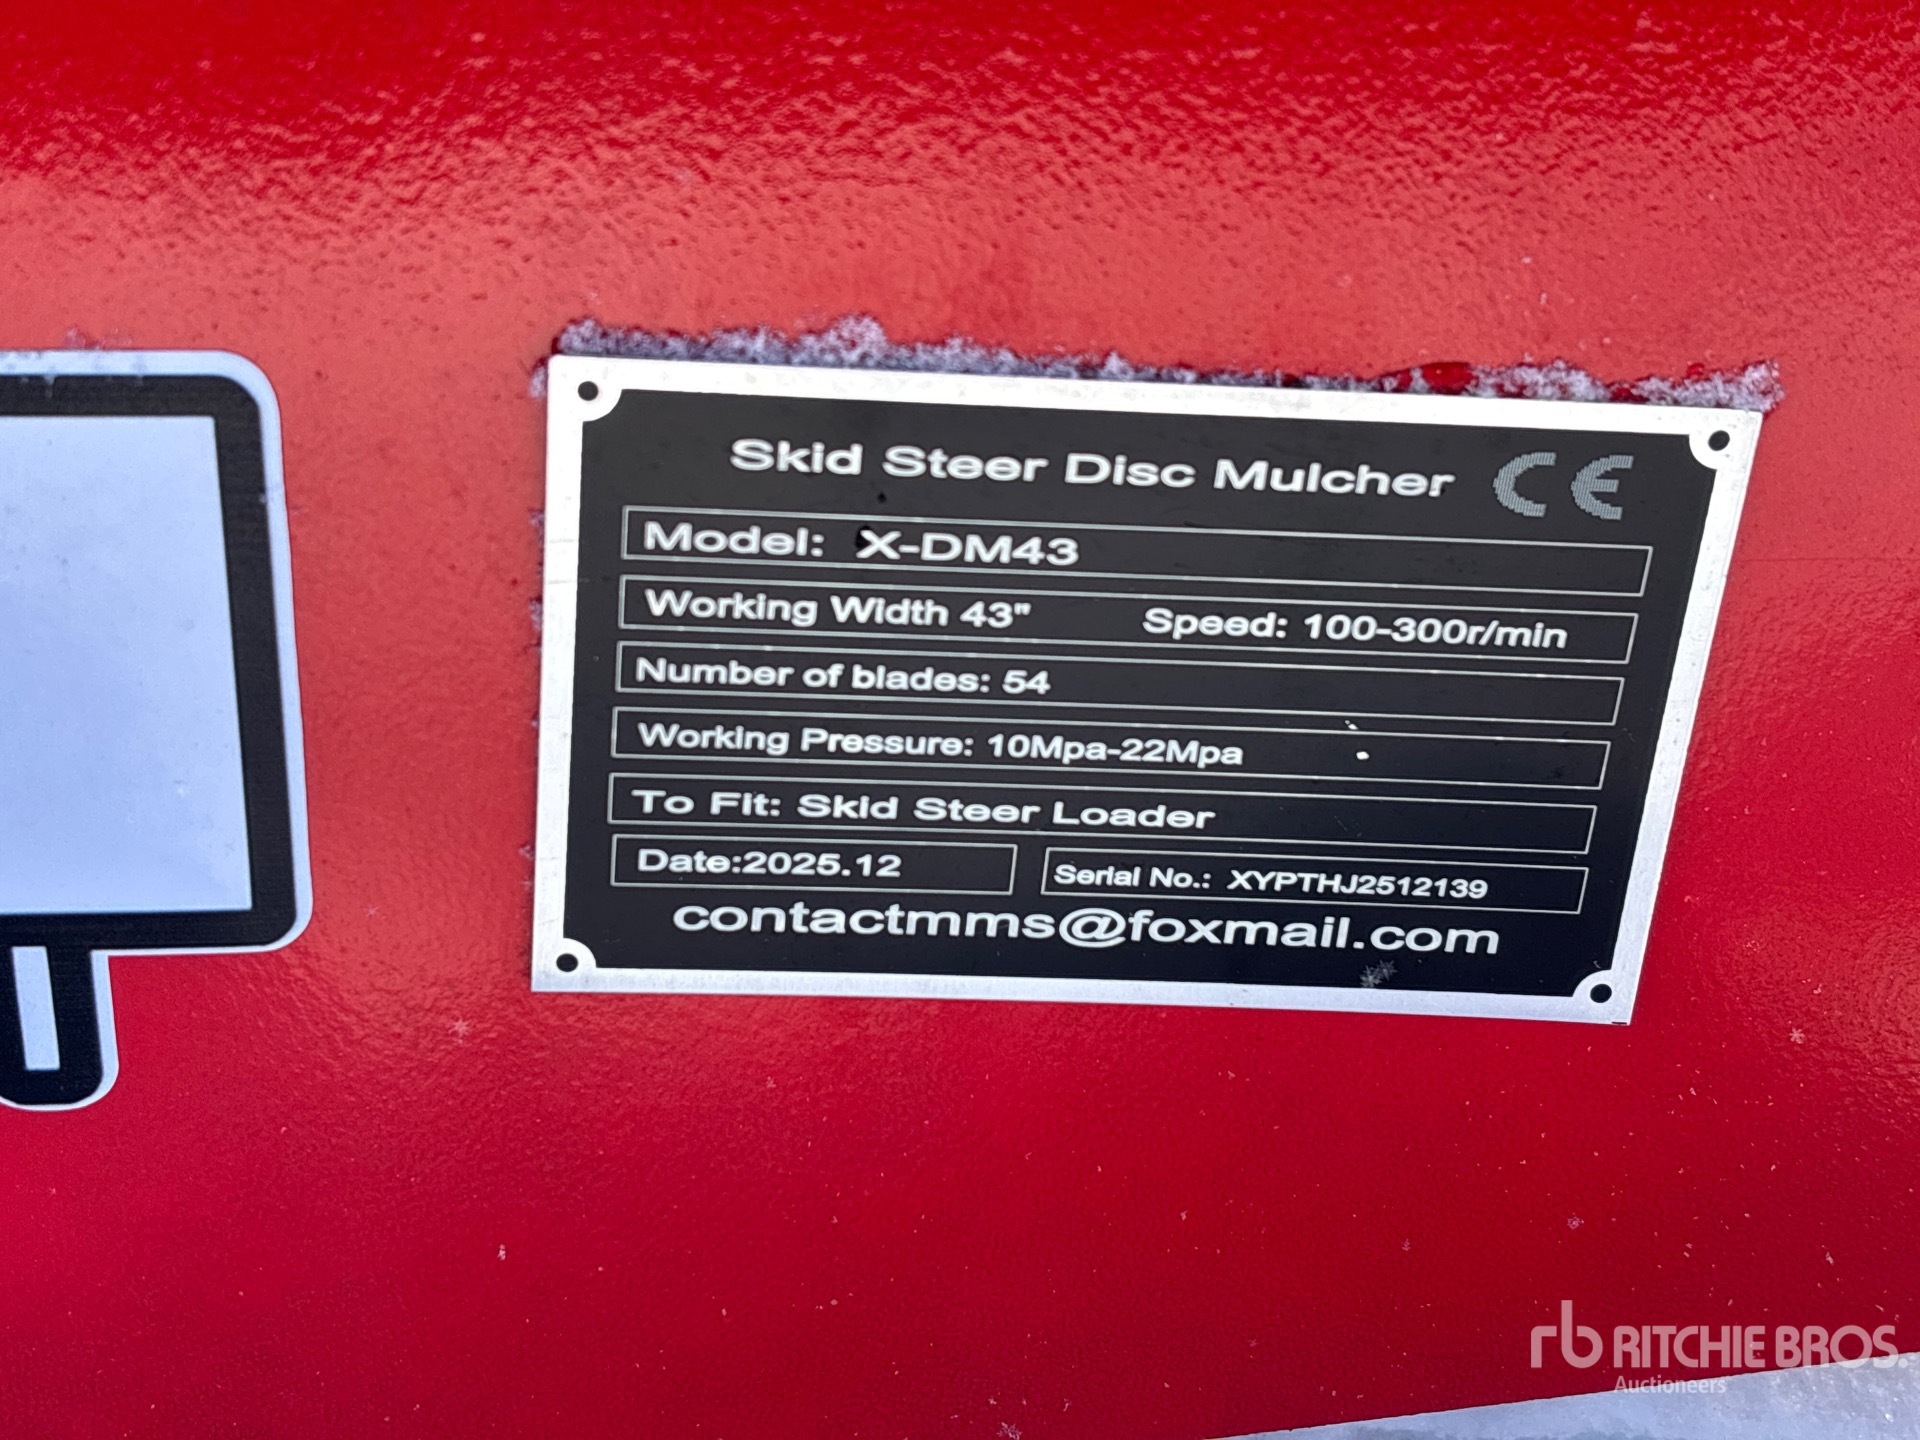 Skid Steer Disc Mulcher CE
Model: X-DM43
Working Width 43" Speed: 100-300r/min
Number of blades: 54
Working Pressure: 10Mpa-22Mpa
To Fit: Skid Steer Loader
Date:2025.12 Serial No.: XYPTHJ2512139
contactmms@foxmail.com
rb RITCHIE BROS.
Auctioneers